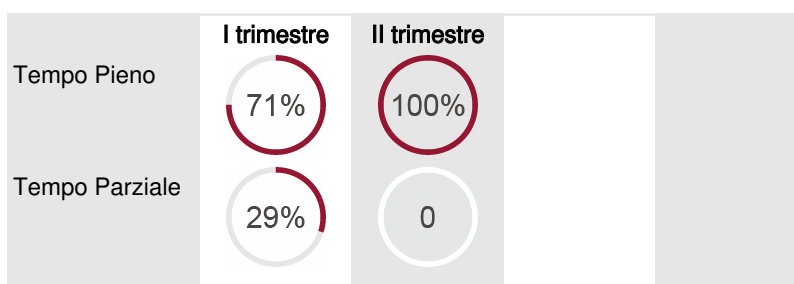 I trimestre II trimestre
Tempo Pieno 71% 100%
Tempo Parziale 29% 0